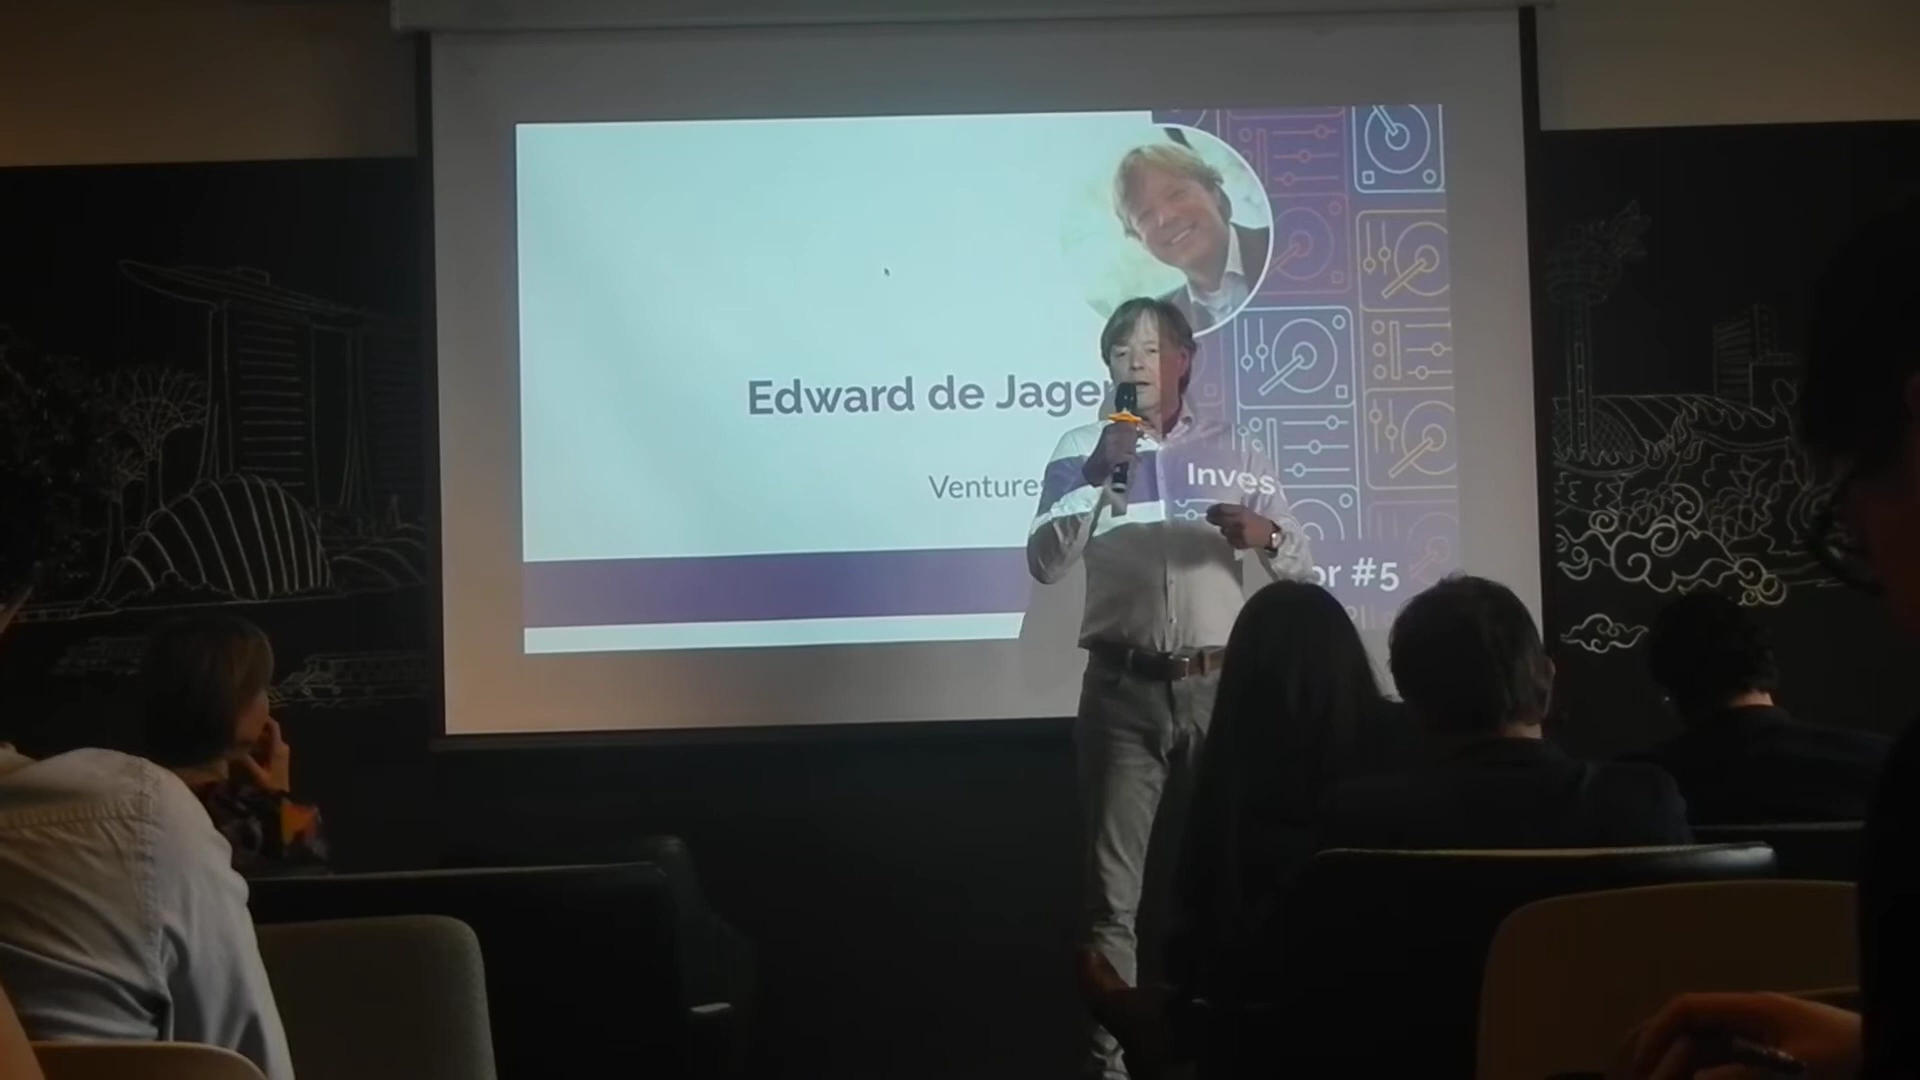 Edward de Jager
Ventures
Inves
or #5